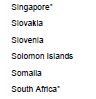 Singapore*
Slovakia
Slovenia
Solomon Islands
Somalia
South Africa*